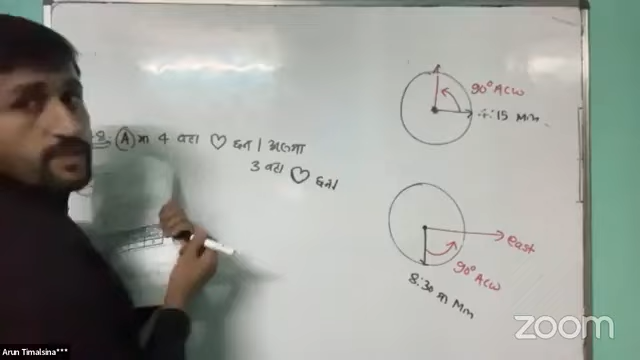 8. (A) मा 4 वटा ♡ छन् । अरुमा
3 वटा ♡ छन् ।
90° ACW
15 Mm.
east
90° ACW
8:30 मा Mm
zoom
Arun Timalsina***